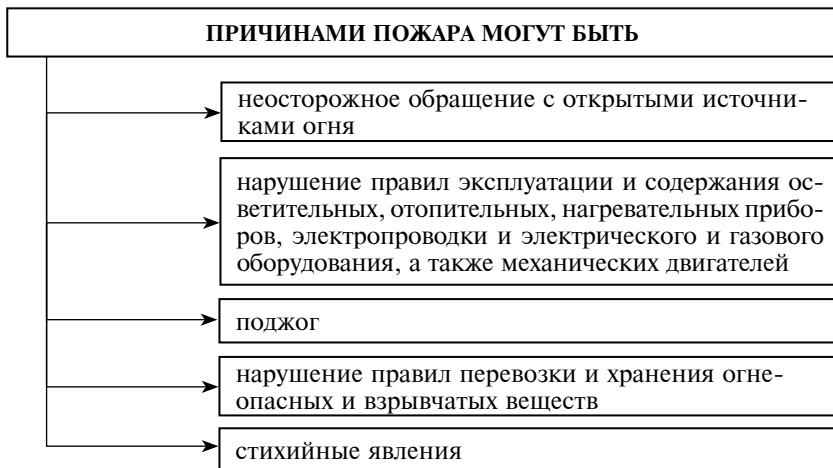 ПРИЧИНАМИ ПОЖАРА МОГУТ БЫТЬ
неосторожное обращение с открытыми источни-
ками огня
нарушение правил эксплуатации и содержания ос-
ветительных, отопительных, нагревательных прибо-
ров, электропроводки и электрического и газового
оборудования, а также механических двигателей
поджог
нарушение правил перевозки и хранения огне-
опасных и взрывчатых веществ
стихийные явления